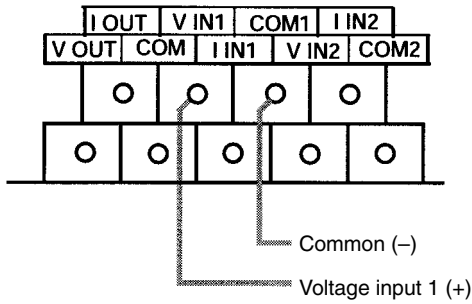 I OUT V IN1 COM1 I IN2
V OUT COM I IN1 V IN2 COM2
Common (–)
Voltage input 1 (+)